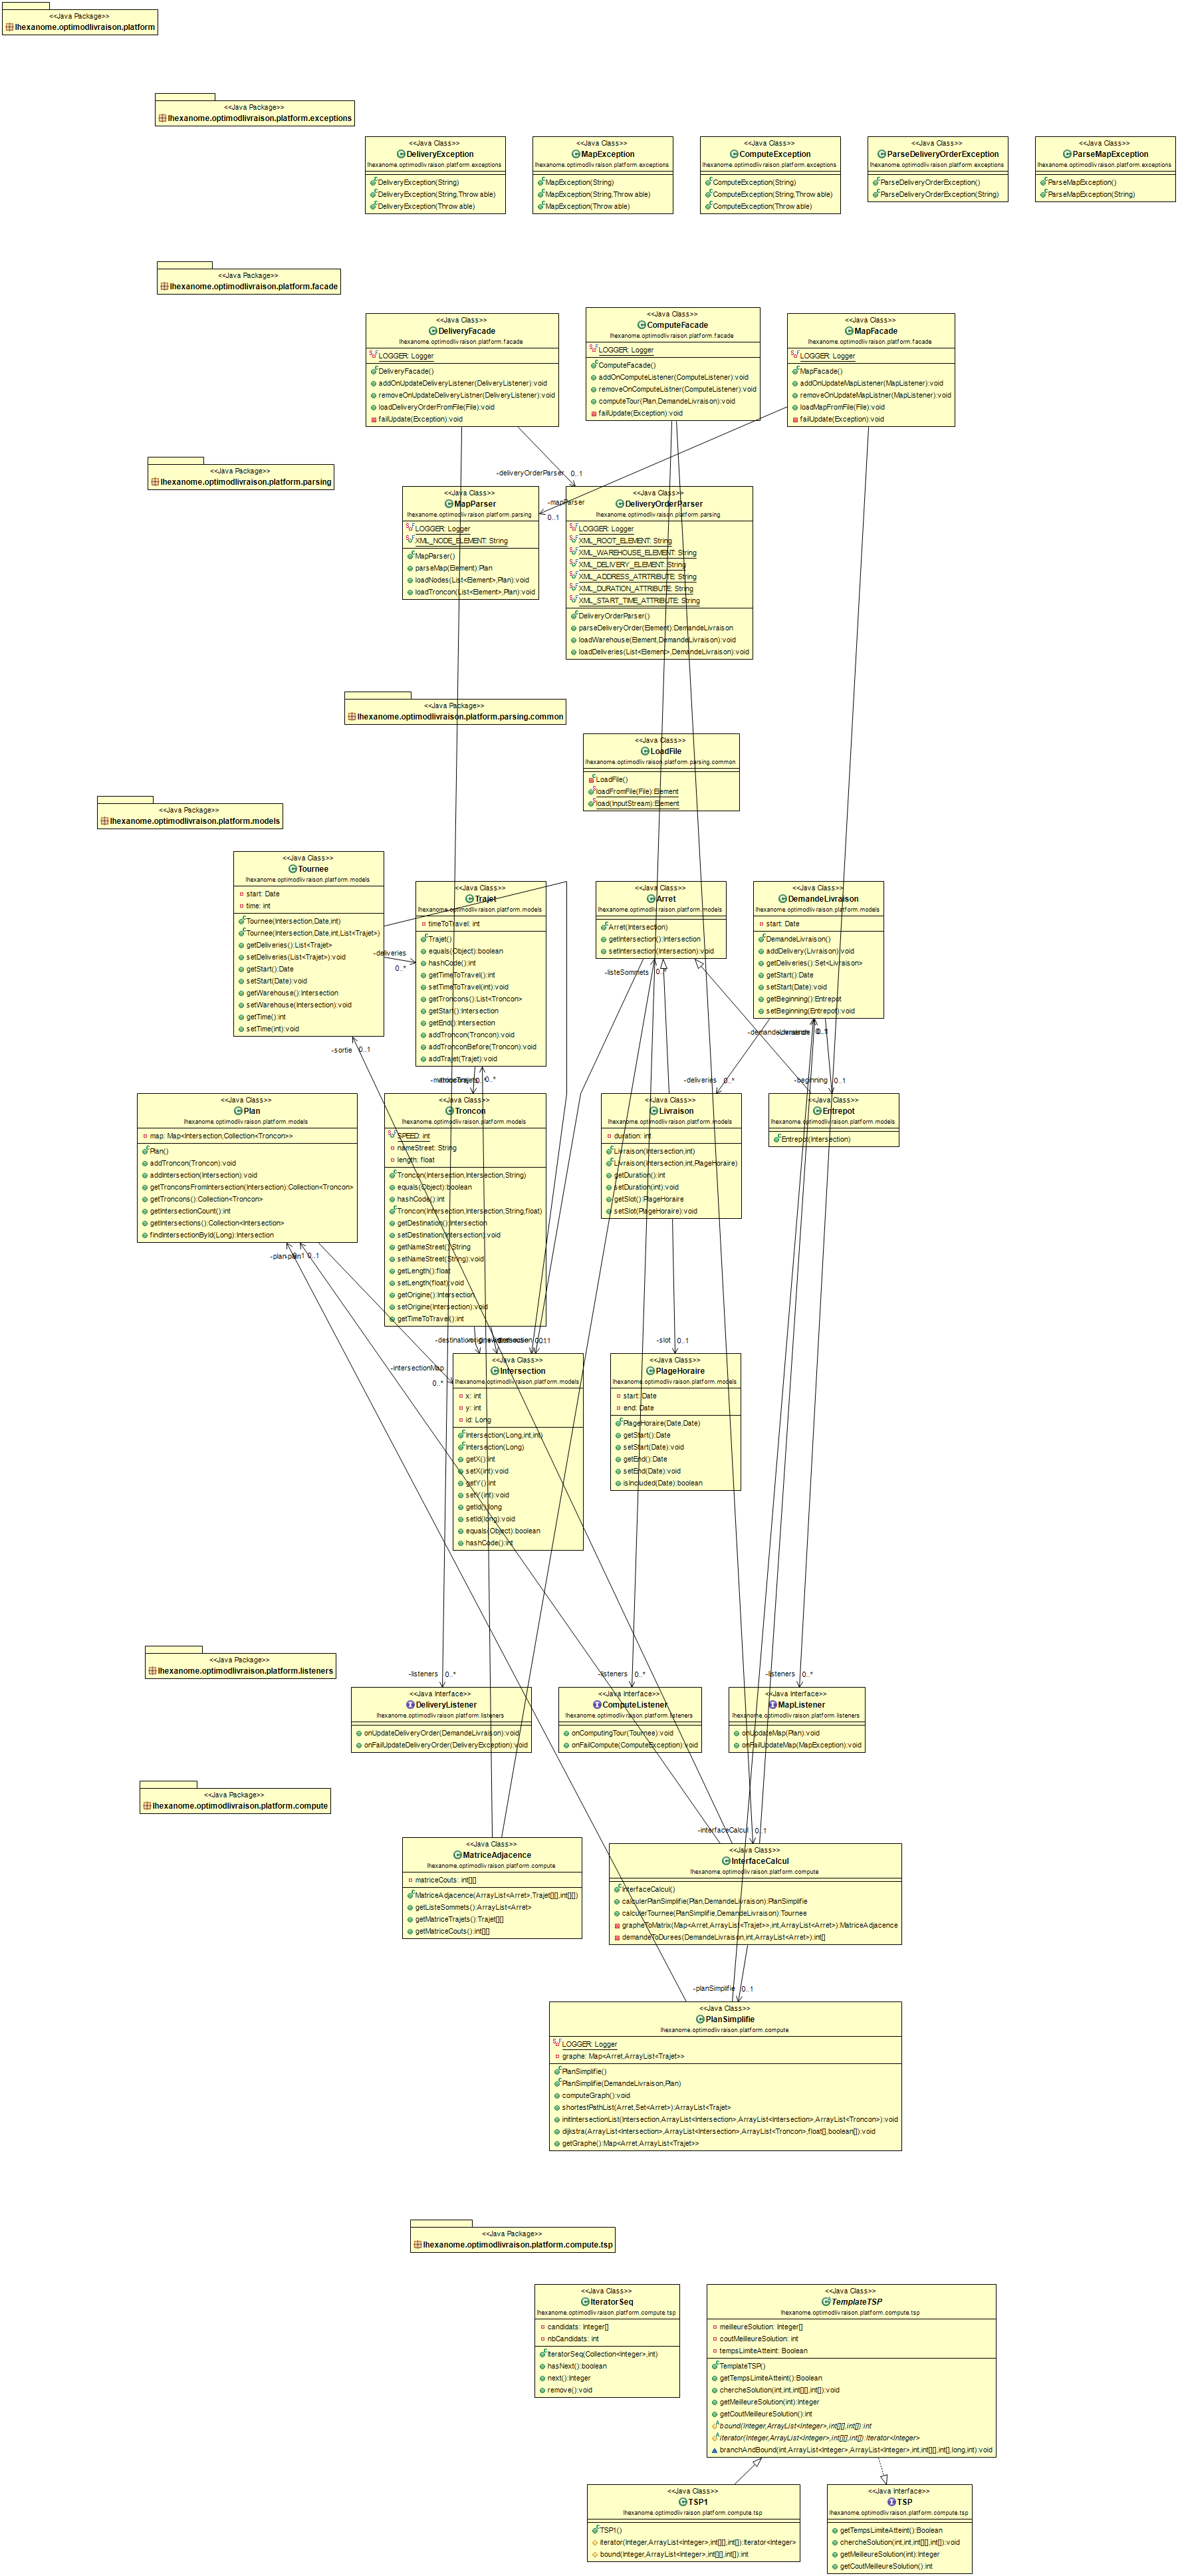 <<Java Package>>
lhexanome.optimodlivraison.platform
<<Java Package>>
lhexanome.optimodlivraison.platform.exceptions
<<Java Class>>
DeliveryException
lhexanome.optimodlivraison.platform.exceptions
DeliveryException(String)
DeliveryException(String,Throwable)
DeliveryException(Throwable)
<<Java Class>>
MapException
lhexanome.optimodlivraison.platform.exceptions
MapException(String)
MapException(String,Throwable)
MapException(Throwable)
<<Java Class>>
ComputeException
lhexanome.optimodlivraison.platform.exceptions
ComputeException(String)
ComputeException(String,Throwable)
ComputeException(Throwable)
<<Java Class>>
ParseDeliveryOrderException
lhexanome.optimodlivraison.platform.exceptions
ParseDeliveryOrderException()
ParseDeliveryOrderException(String)
<<Java Class>>
ParseMapException
lhexanome.optimodlivraison.platform.exceptions
ParseMapException()
ParseMapException(String)
<<Java Package>>
lhexanome.optimodlivraison.platform.facade
<<Java Class>>
DeliveryFacade
lhexanome.optimodlivraison.platform.facade
LOGGER: Logger
DeliveryFacade()
addOnUpdateDeliveryListener(DeliveryListener):void
removeOnUpdateDeliveryListner(DeliveryListener):void
loadDeliveryOrderFromFile(File):void
failUpdate(Exception):void
<<Java Class>>
ComputeFacade
lhexanome.optimodlivraison.platform.facade
LOGGER: Logger
ComputeFacade()
addOnComputeListener(ComputeListener):void
removeOnComputeListner(ComputeListener):void
computeTour(Plan,DemandeLivraison):void
failUpdate(Exception):void
<<Java Class>>
MapFacade
lhexanome.optimodlivraison.platform.facade
LOGGER: Logger
MapFacade()
addOnUpdateMapListener(MapListener):void
removeOnUpdateMapListner(MapListener):void
loadMapFromFile(File):void
failUpdate(Exception):void
<<Java Package>>
lhexanome.optimodlivraison.platform.parsing
-deliveryOrderParser 0..1
-mapParser
0..1
<<Java Class>>
MapParser
lhexanome.optimodlivraison.platform.parsing
LOGGER: Logger
XML_NODE_ELEMENT: String
MapParser()
parseMap(Element):Plan
loadNodes(List<Element>,Plan):void
loadTroncon(List<Element>,Plan):void
<<Java Class>>
DeliveryOrderParser
lhexanome.optimodlivraison.platform.parsing
LOGGER: Logger
XML_ROOT_ELEMENT: String
XML_WAREHOUSE_ELEMENT: String
XML_DELIVERY_ELEMENT: String
XML_ADDRESS_ATRTRIBUTE: String
XML_DURATION_ATTRIBUTE: String
XML_START_TIME_ATTRIBUTE: String
DeliveryOrderParser()
parseDeliveryOrder(Element):DemandeLivraison
loadWarehouse(Element,DemandeLivraison):void
loadDeliveries(List<Element>,DemandeLivraison):void
<<Java Package>>
lhexanome.optimodlivraison.platform.parsing.common
<<Java Class>>
LoadFile
lhexanome.optimodlivraison.platform.parsing.common
LoadFile()
loadFromFile(File):Element
load(InputStream):Element
<<Java Package>>
lhexanome.optimodlivraison.platform.models
<<Java Class>>
Tournee
lhexanome.optimodlivraison.platform.models
start: Date
time: int
Tournee(Intersection,Date,int)
Tournee(Intersection,Date,int,List<Trajet>)
getDeliveries():List<Trajet>
setDeliveries(List<Trajet>):void
getStart():Date
setStart(Date):void
getWarehouse():Intersection
setWarehouse(Intersection):void
getTime():int
setTime(int):void
-deliveries
0..*
<<Java Class>>
Trajet
lhexanome.optimodlivraison.platform.models
timeToTravel: int
Trajet()
equals(Object):boolean
hashCode():int
getTimeToTravel():int
setTimeToTravel(int):void
getTroncons():List<Troncon>
getStart():Intersection
getEnd():Intersection
addTroncon(Troncon):void
addTronconBefore(Troncon):void
addTrajet(Trajet):void
<<Java Class>>
Arret
lhexanome.optimodlivraison.platform.models
Arret(Intersection)
getIntersection():Intersection
setIntersection(Intersection):void
-listeSommets 0..*
<<Java Class>>
DemandeLivraison
lhexanome.optimodlivraison.platform.models
start: Date
DemandeLivraison()
addDelivery(Livraison):void
getDeliveries():Set<Livraison>
getStart():Date
setStart(Date):void
getBeginning():Entrepot
setBeginning(Entrepot):void
-sortie 0..1
0..*
-deliveries 0..*
-beginning 0..1
<<Java Class>>
Plan
lhexanome.optimodlivraison.platform.models
map: Map<Intersection,Collection<Troncon>>
Plan()
addTroncon(Troncon):void
addIntersection(Intersection):void
getTronconsFromIntersection(Intersection):Collection<Troncon>
getTroncons():Collection<Troncon>
getIntersectionCount():int
getIntersections():Collection<Intersection>
findIntersectionById(Long):Intersection
<<Java Class>>
Troncon
lhexanome.optimodlivraison.platform.models
SPEED: int
nameStreet: String
length: float
Troncon(Intersection,Intersection,String)
equals(Object):boolean
hashCode():int
Troncon(Intersection,Intersection,String,float)
getDestination():Intersection
setDestination(Intersection):void
getNameStreet():String
setNameStreet(String):void
getLength():float
setLength(float):void
getOrigine():Intersection
setOrigine(Intersection):void
getTimeToTravel():int
<<Java Class>>
Livraison
lhexanome.optimodlivraison.platform.models
duration: int
Livraison(Intersection,int)
Livraison(Intersection,int,PlageHoraire)
getDuration():int
setDuration(int):void
getSlot():PlageHoraire
setSlot(PlageHoraire):void
<<Java Class>>
Entrepot
lhexanome.optimodlivraison.platform.models
Entrepot(Intersection)
0..1
-slot 0..1
-intersectionMap
0..*
<<Java Class>>
Intersection
lhexanome.optimodlivraison.platform.models
x: int
y: int
id: Long
Intersection(Long,int,int)
Intersection(Long)
getX():int
setX(int):void
getY():int
setY(int):void
getId():long
setId(long):void
equals(Object):boolean
hashCode():int
<<Java Class>>
PlageHoraire
lhexanome.optimodlivraison.platform.models
start: Date
end: Date
PlageHoraire(Date,Date)
getStart():Date
setStart(Date):void
getEnd():Date
setEnd(Date):void
isIncluded(Date):boolean
<<Java Package>>
lhexanome.optimodlivraison.platform.listeners
-listeners 0..*
-listeners 0..*
-listeners 0..*
<<Java Interface>>
DeliveryListener
lhexanome.optimodlivraison.platform.listeners
onUpdateDeliveryOrder(DemandeLivraison):void
onFailUpdateDeliveryOrder(DeliveryException):void
<<Java Interface>>
ComputeListener
lhexanome.optimodlivraison.platform.listeners
onComputingTour(Tournee):void
onFailCompute(ComputeException):void
<<Java Interface>>
MapListener
lhexanome.optimodlivraison.platform.listeners
onUpdateMap(Plan):void
onFailUpdateMap(MapException):void
<<Java Package>>
lhexanome.optimodlivraison.platform.compute
-interfaceCalcul 0..1
<<Java Class>>
MatriceAdjacence
lhexanome.optimodlivraison.platform.compute
matriceCouts: int[][]
MatriceAdjacence(ArrayList<Arret>,Trajet[][],int[][])
getListeSommets():ArrayList<Arret>
getMatriceTrajets():Trajet[][]
getMatriceCouts():int[][]
<<Java Class>>
InterfaceCalcul
lhexanome.optimodlivraison.platform.compute
InterfaceCalcul()
calculerPlanSimplifie(Plan,DemandeLivraison):PlanSimplifie
calculerTournee(PlanSimplifie,DemandeLivraison):Tournee
grapheToMatrix(Map<Arret,ArrayList<Trajet>>,int,ArrayList<Arret>):MatriceAdjacence
demandeToDurees(DemandeLivraison,int,ArrayList<Arret>):int[]
-planSimplifie 0..1
<<Java Class>>
PlanSimplifie
lhexanome.optimodlivraison.platform.compute
LOGGER: Logger
graphe: Map<Arret,ArrayList<Trajet>>
PlanSimplifie()
PlanSimplifie(DemandeLivraison,Plan)
computeGraph():void
shortestPathList(Arret,Set<Arret>):ArrayList<Trajet>
initIntersectionList(Intersection,ArrayList<Intersection>,ArrayList<Intersection>,ArrayList<Troncon>):void
dijkstra(ArrayList<Intersection>,ArrayList<Intersection>,ArrayList<Troncon>,float[],boolean[]):void
getGraphe():Map<Arret,ArrayList<Trajet>>
<<Java Package>>
lhexanome.optimodlivraison.platform.compute.tsp
<<Java Class>>
IteratorSeq
lhexanome.optimodlivraison.platform.compute.tsp
candidats: Integer[]
nbCandidats: int
IteratorSeq(Collection<Integer>,int)
hasNext():boolean
next():Integer
remove():void
<<Java Class>>
TemplateTSP
lhexanome.optimodlivraison.platform.compute.tsp
meilleureSolution: Integer[]
coutMeilleureSolution: int
tempsLimiteAtteint: Boolean
TemplateTSP()
getTempsLimiteAtteint():Boolean
chercheSolution(int,int,int[][],int[]):void
getMeilleureSolution(int):Integer
getCoutMeilleureSolution():int
bound(Integer,ArrayList<Integer>,int[][],int[]):int
iterator(Integer,ArrayList<Integer>,int[][],int[]):Iterator<Integer>
branchAndBound(int,ArrayList<Integer>,ArrayList<Integer>,int,int[][],int[],long,int):void
<<Java Class>>
TSP1
lhexanome.optimodlivraison.platform.compute.tsp
TSP1()
iterator(Integer,ArrayList<Integer>,int[][],int[]):Iterator<Integer>
bound(Integer,ArrayList<Integer>,int[][],int[]):int
<<Java Interface>>
TSP
lhexanome.optimodlivraison.platform.compute.tsp
getTempsLimiteAtteint():Boolean
chercheSolution(int,int,int[][],int[]):void
getMeilleureSolution(int):Integer
getCoutMeilleureSolution():int